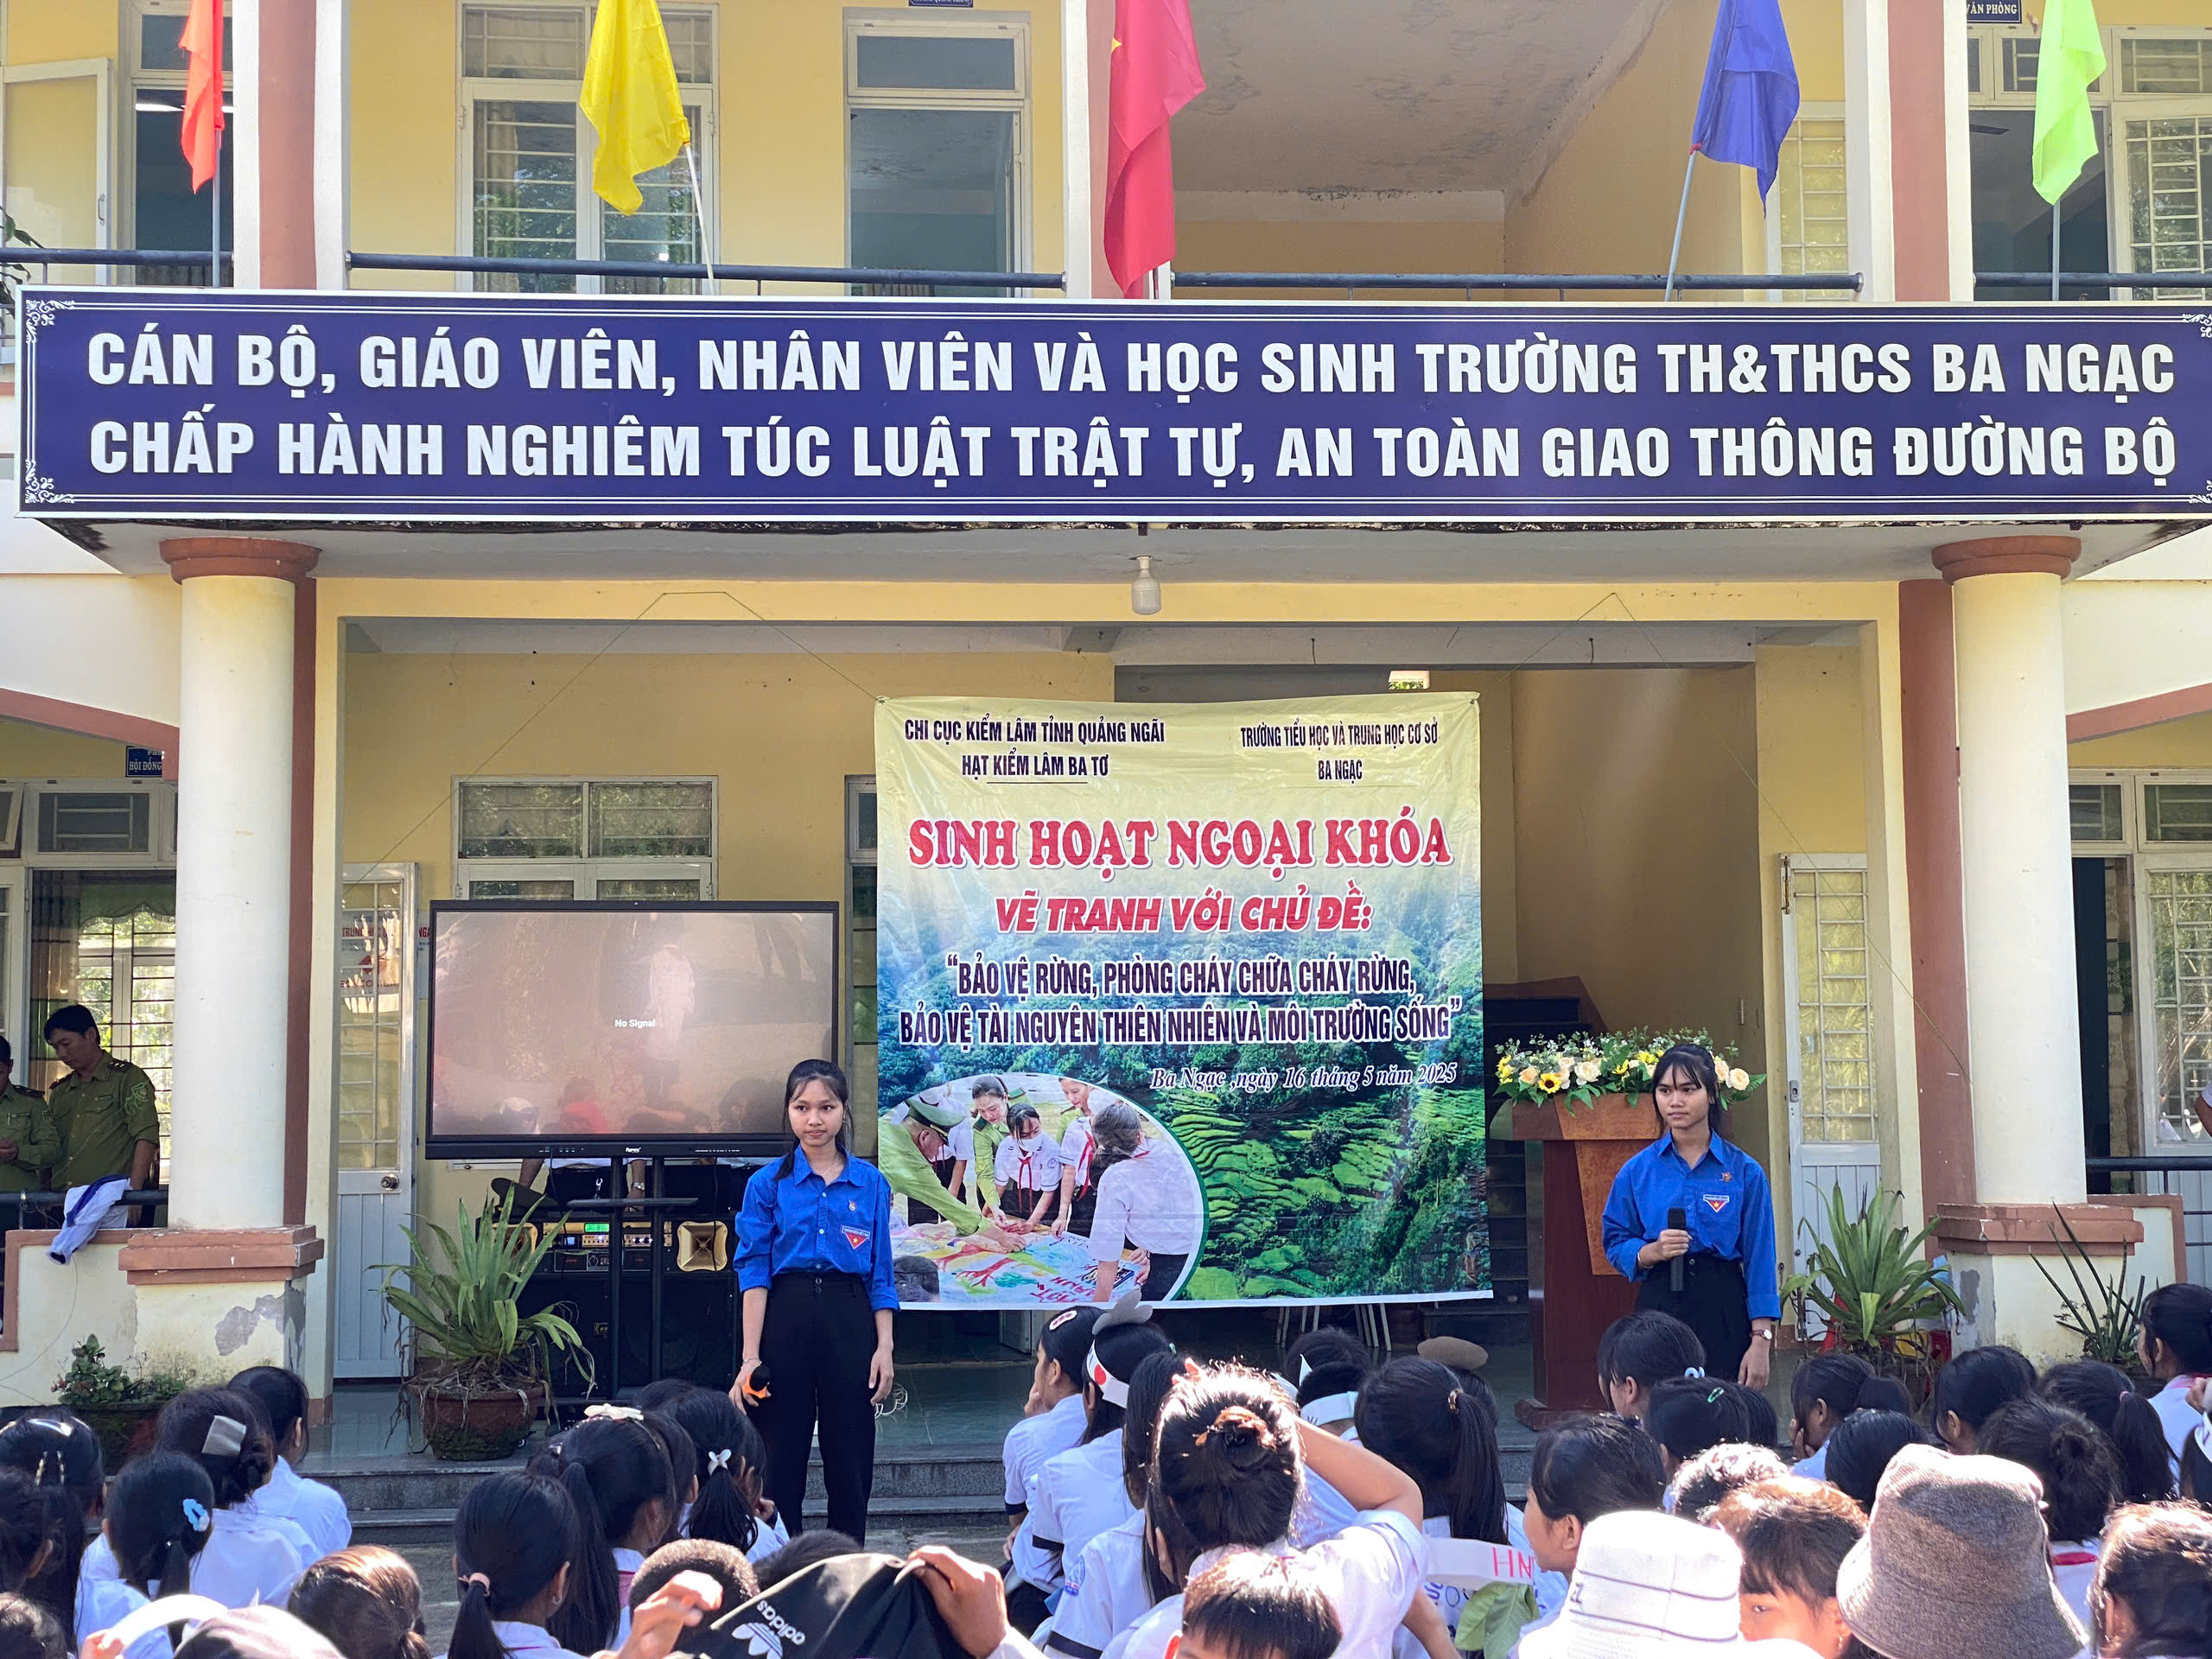 VĂN PHÒNG
CÁN BỘ, GIÁO VIÊN, NHÂN VIÊN VÀ HỌC SINH TRƯỜNG TH&THCS BA NGẠC
CHẤP HÀNH NGHIÊM TÚC LUẬT TRẬT TỰ, AN TOÀN GIAO THÔNG ĐƯỜNG BỘ
HỘI ĐỒNG
CHI CỤC KIỂM LÂM TỈNH QUẢNG NGÃI
HẠT KIỂM LÂM BA TƠ
TRƯỜNG TIỂU HỌC VÀ TRUNG HỌC CƠ SỞ
BA NGẠC
SINH HOẠT NGOẠI KHÓA
VẼ TRANH VỚI CHỦ ĐỀ:
“BẢO VỆ RỪNG, PHÒNG CHÁY CHỮA CHÁY RỪNG,
BẢO VỆ TÀI NGUYÊN THIÊN NHIÊN VÀ MÔI TRƯỜNG SỐNG”
Ba Ngạc ,ngày 16 tháng 5 năm 2025
No Signal
adidas